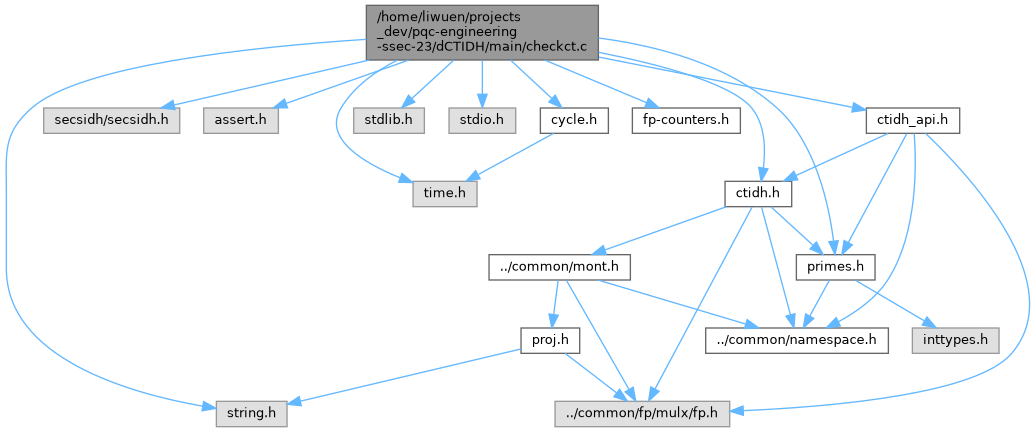 /home/liwuen/projects
_dev/pqc-engineering
-ssec-23/dCTIDH/main/checkct.c
secsidh/secsidh.h
assert.h
stdlib.h
stdio.h
cycle.h
fp-counters.h
ctidh_api.h
time.h
ctidh.h
../common/mont.h
primes.h
proj.h
../common/namespace.h
inttypes.h
string.h
../common/fp/mulx/fp.h